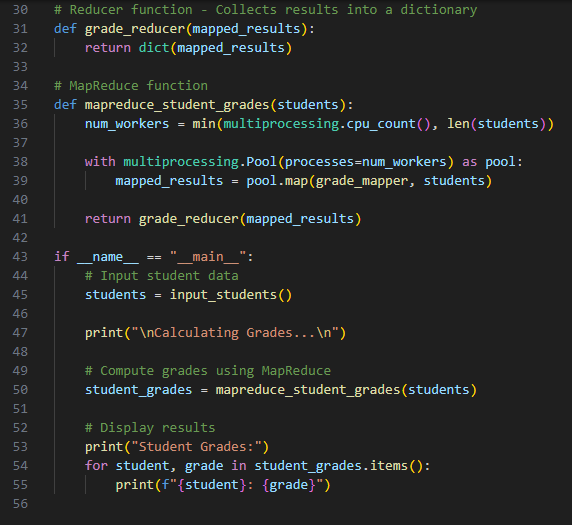 30 # Reducer function - Collects results into a dictionary
31 def grade_reducer(mapped_results):
32     return dict(mapped_results)
33
34 # MapReduce function
35 def mapreduce_student_grades(students):
36     num_workers = min(multiprocessing.cpu_count(), len(students))
37
38     with multiprocessing.Pool(processes=num_workers) as pool:
39         mapped_results = pool.map(grade_mapper, students)
40
41     return grade_reducer(mapped_results)
42
43 if __name__ == "__main__":
44     # Input student data
45     students = input_students()
46
47     print("\nCalculating Grades...\n")
48
49     # Compute grades using MapReduce
50     student_grades = mapreduce_student_grades(students)
51
52     # Display results
53     print("Student Grades:")
54     for student, grade in student_grades.items():
55         print(f"{student}: {grade}")
56